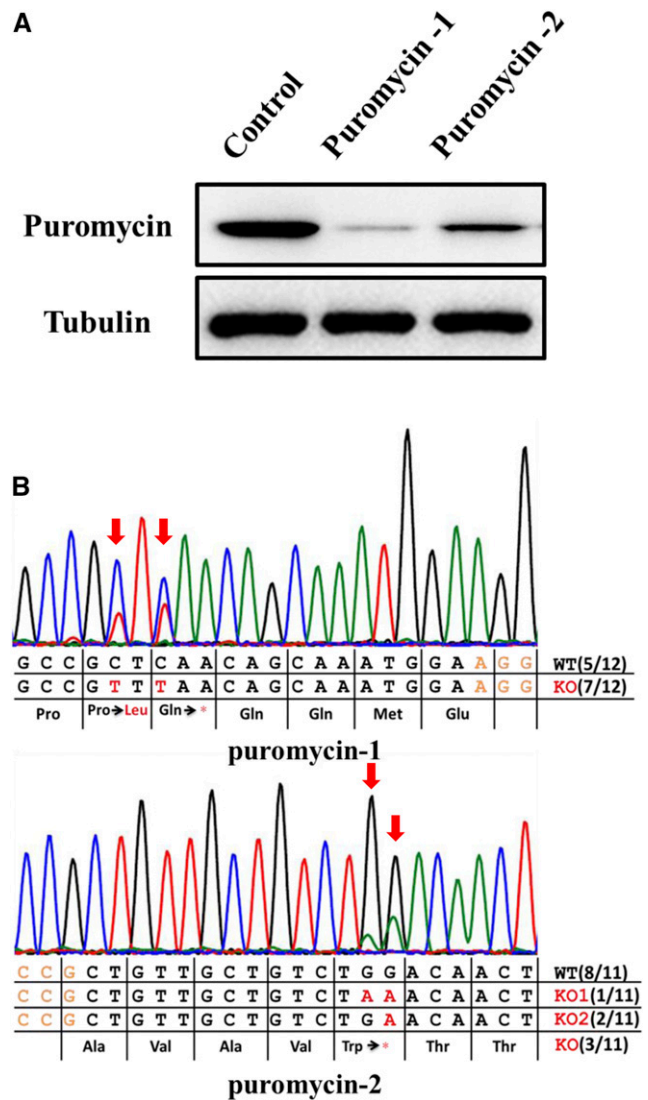 A
Control
Puromycin -1
Puromycin -2
Puromycin
Tubulin
B
G C C G C T C A A C A G C A A A T G G A A G G WT(5/12)
G C C G T T T A A C A G C A A A T G G A A G G KO(7/12)
Pro Pro→Leu Gln→* Gln Gln Met Glu
puromycin-1
C C G C T G T T G C T G T C T G G A C A A C T WT(8/11)
C C G C T G T T G C T G T C T A A A C A A C T KO1(1/11)
C C G C T G T T G C T G T C T G A A C A A C T KO2(2/11)
Ala Val Ala Val Trp→* Thr Thr KO(3/11)
puromycin-2